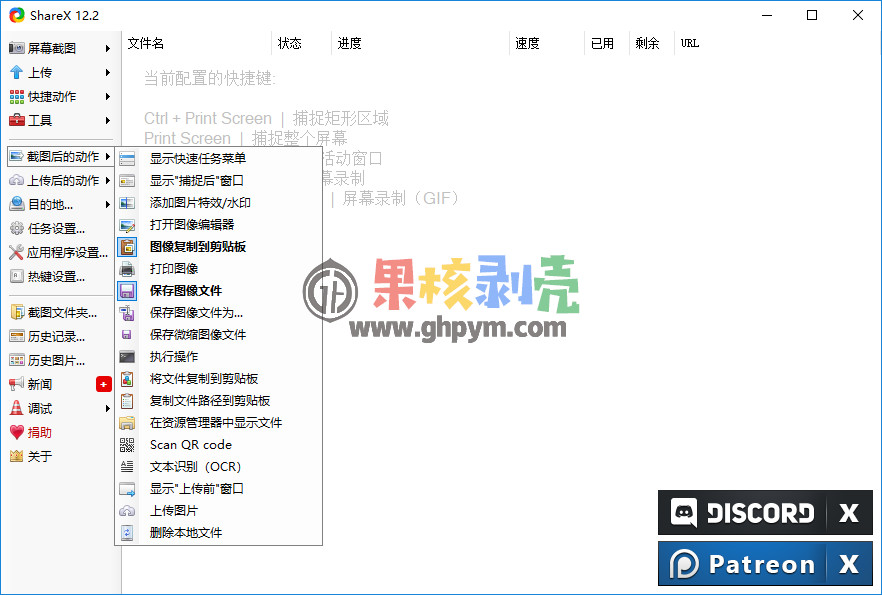 ShareX 12.2
屏幕截图
上传
快捷动作
工具
截图后的动作
上传后的动作
目的地...
任务设置...
应用程序设置...
热键设置...
截图文件夹...
历史记录...
历史图片...
新闻
调试
捐助
关于
文件名 状态 进度 速度 已用 剩余 URL
当前配置的快捷键:
Ctrl + Print Screen | 捕捉矩形区域
Print Screen | 捕捉整个屏幕
活动窗口
幕录制
| 屏幕录制（GIF）
显示快速任务菜单
显示"捕捉后"窗口
添加图片特效/水印
打开图像编辑器
图像复制到剪贴板
打印图像
保存图像文件
保存图像文件为...
保存微缩图像文件
执行操作
将文件复制到剪贴板
复制文件路径到剪贴板
在资源管理器中显示文件
Scan QR code
文本识别（OCR）
显示"上传前"窗口
上传图片
删除本地文件
果核剥壳
www.ghpym.com
DISCORD X
Patreon X